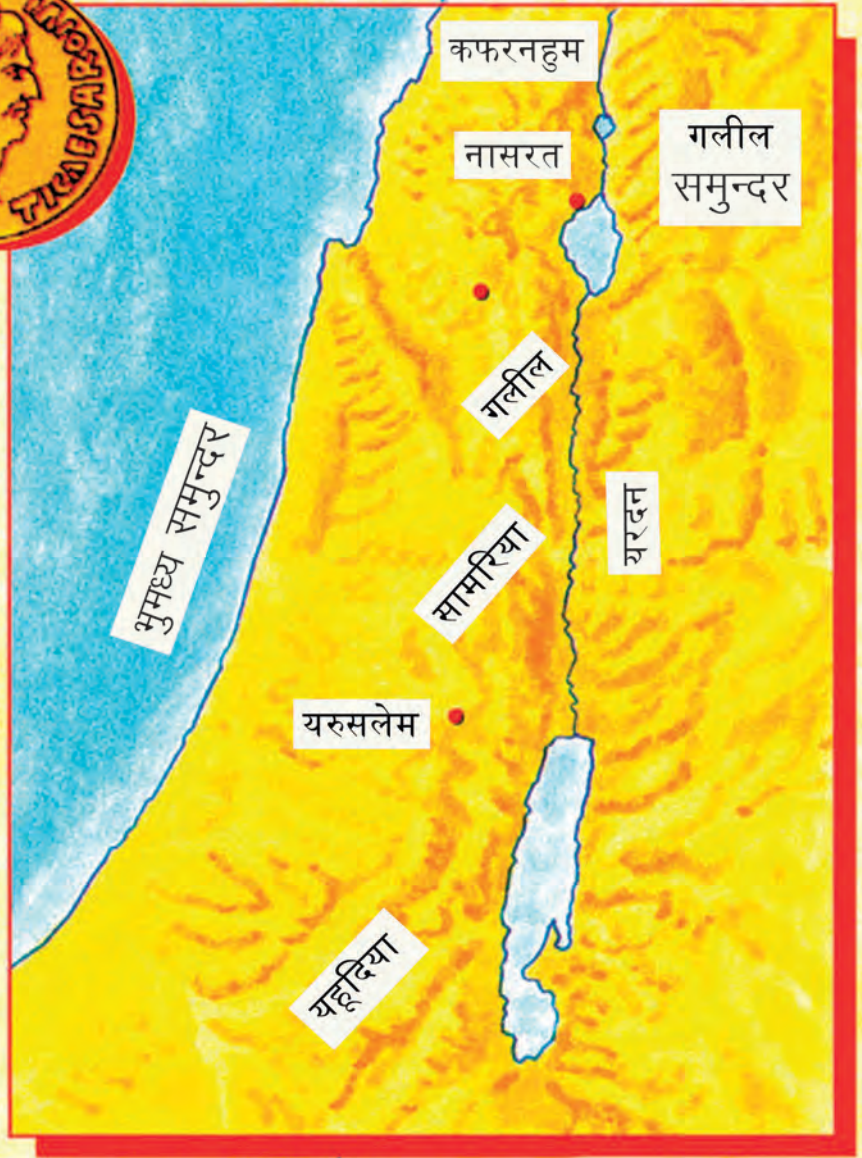 कफरनहुम
नासरत
गलील
समुन्दर
गलील
भुमध्य समुन्दर
यरदन
सामरिया
यरुसलेम
यहूदिया